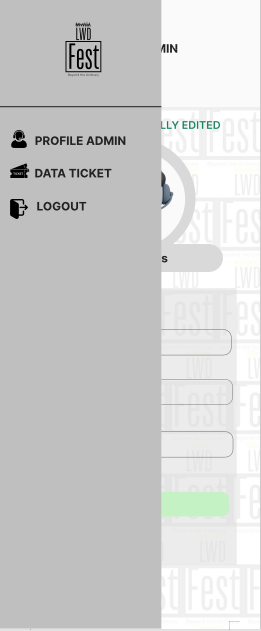 LWD
Fest
MIN
LLY EDITED
PROFILE ADMIN
DATA TICKET
LOGOUT
s